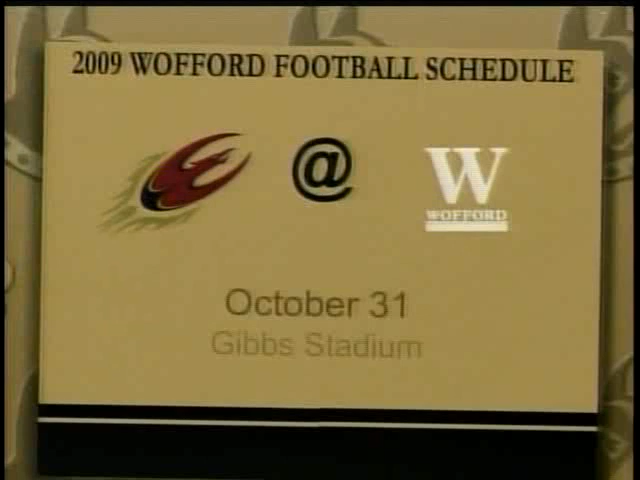 2009 WOFFORD FOOTBALL SCHEDULE
@
W
WOFFORD
October 31
Gibbs Stadium